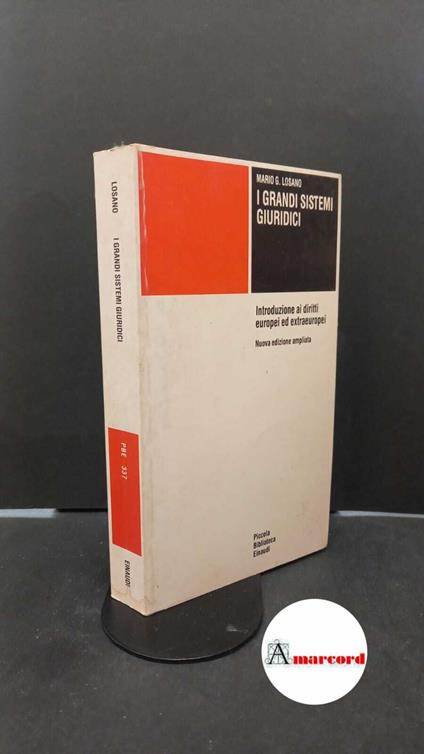 MARIO G. LOSANO
I GRANDI SISTEMI
GIURIDICI
Introduzione ai diritti
europei ed extraeuropei
Nuova edizione ampliata
Piccola
Biblioteca
Einaudi
LOSANO I GRANDI SISTEMI GIURIDICI
PBE 337
EINAUDI
Amarcord